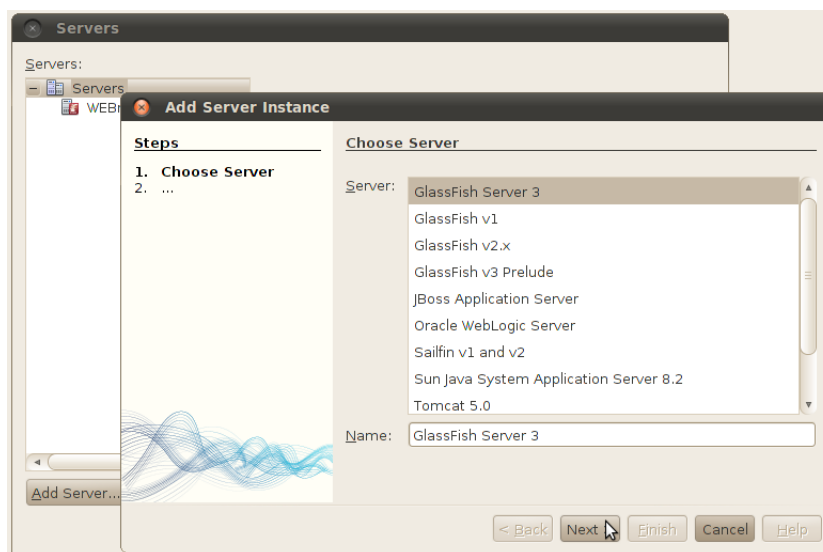 Servers
Servers:
Servers
Add Server Instance
Steps
1. Choose Server
2. ...
Choose Server
Server:
GlassFish Server 3
GlassFish v1
GlassFish v2.x
GlassFish v3 Prelude
JBoss Application Server
Oracle WebLogic Server
Sailfin v1 and v2
Sun Java System Application Server 8.2
Tomcat 5.0
Name: GlassFish Server 3
Add Server...
< Back Next Finish Cancel Help